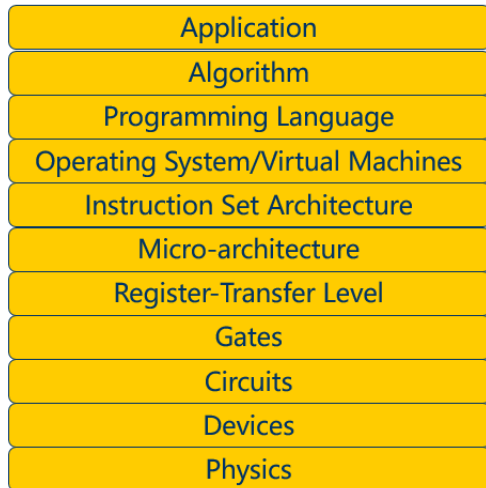 Application
Algorithm
Programming Language
Operating System/Virtual Machines
Instruction Set Architecture
Micro-architecture
Register-Transfer Level
Gates
Circuits
Devices
Physics